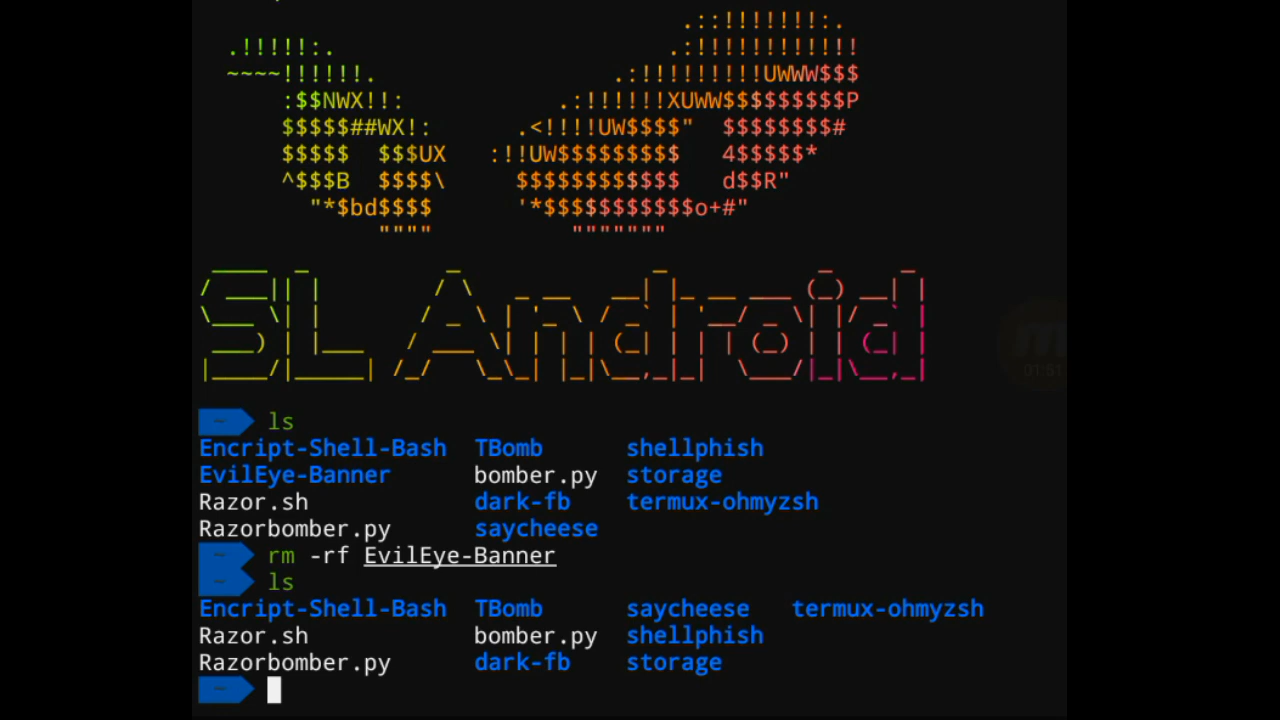 SL Android
~ ls
Encript-Shell-Bash TBomb shellphish
EvilEye-Banner bomber.py storage
Razor.sh dark-fb termux-ohmyzsh
Razorbomber.py saycheese
~ rm -rf EvilEye-Banner
~ ls
Encript-Shell-Bash TBomb saycheese termux-ohmyzsh
Razor.sh bomber.py shellphish
Razorbomber.py dark-fb storage
~
01:51